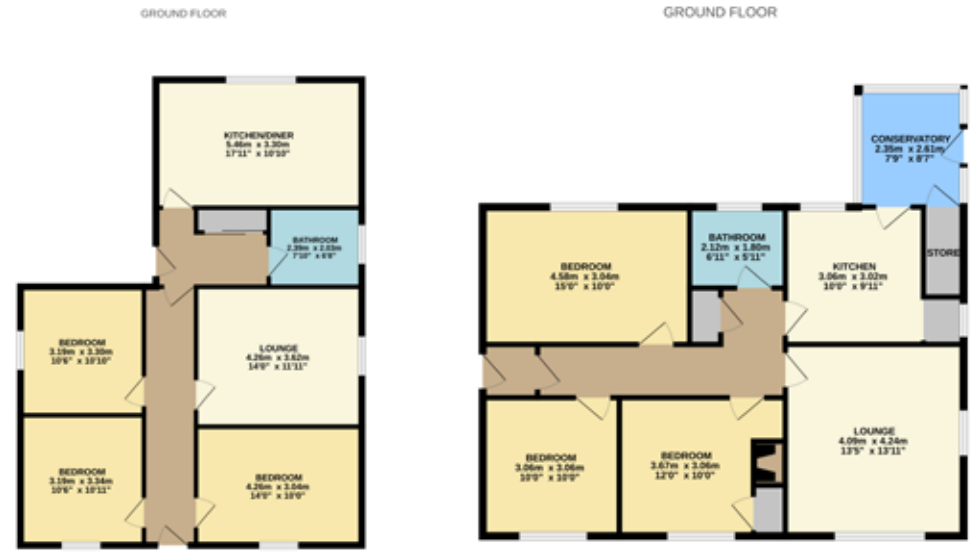 GROUND FLOOR
KITCHEN/DINER
5.46m x 3.30m
17'11" x 10'10"
BATHROOM
2.39m x 2.03m
7'10" x 6'8"
BEDROOM
3.19m x 3.30m
10'6" x 10'10"
LOUNGE
4.26m x 3.62m
14'0" x 11'11"
BEDROOM
3.19m x 3.34m
10'6" x 10'11"
BEDROOM
4.26m x 3.04m
14'0" x 10'0"
GROUND FLOOR
CONSERVATORY
2.35m x 2.61m
7'9" x 8'7"
BEDROOM
4.58m x 3.04m
15'0" x 10'0"
BATHROOM
2.12m x 1.80m
6'11" x 5'11"
KITCHEN
3.06m x 3.02m
10'0" x 9'11"
STORE
BEDROOM
3.06m x 3.06m
10'0" x 10'0"
BEDROOM
3.67m x 3.06m
12'0" x 10'0"
LOUNGE
4.09m x 4.24m
13'5" x 13'11"